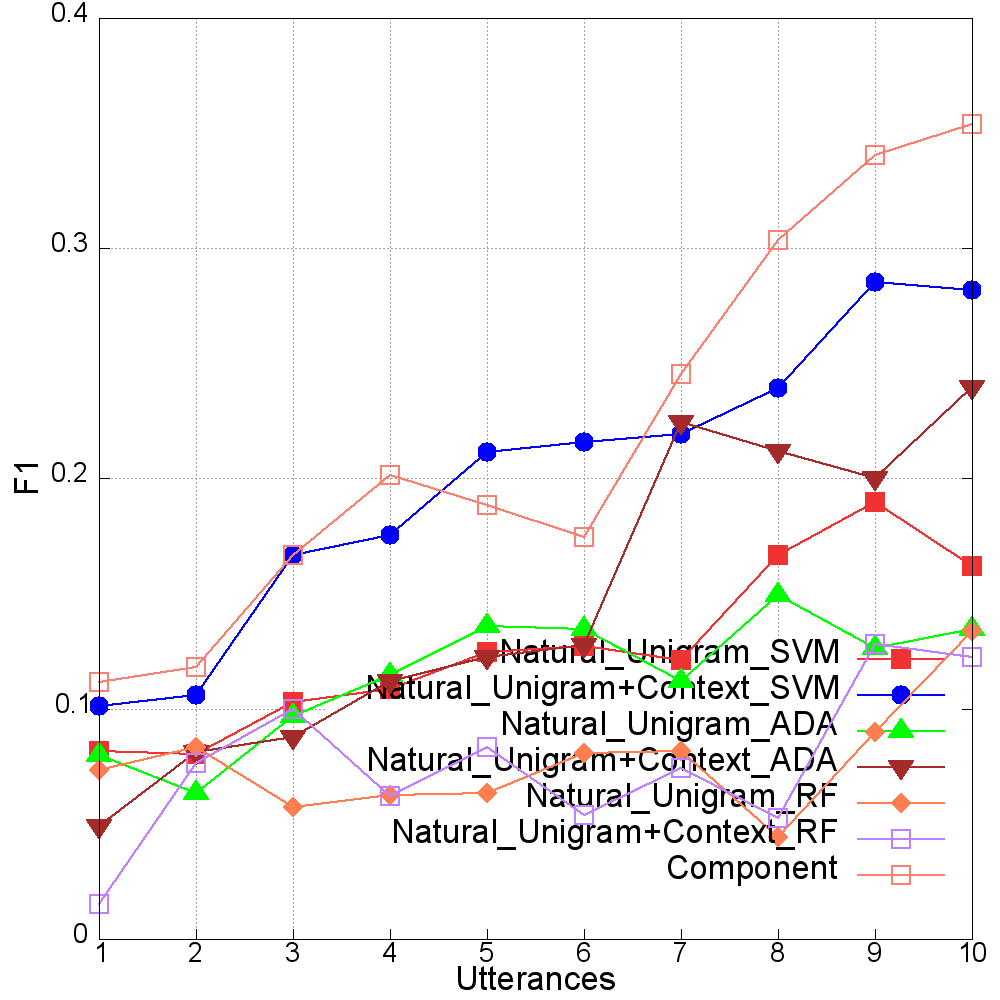 0.4
0.3
0.2
0.1
0
F1
Natural_Unigram_SVM
Natural_Unigram+Context_SVM
Natural_Unigram_ADA
Natural_Unigram+Context_ADA
Natural_Unigram_RF
Natural_Unigram+Context_RF
Component
1 2 3 4 5 6 7 8 9 10
Utterances